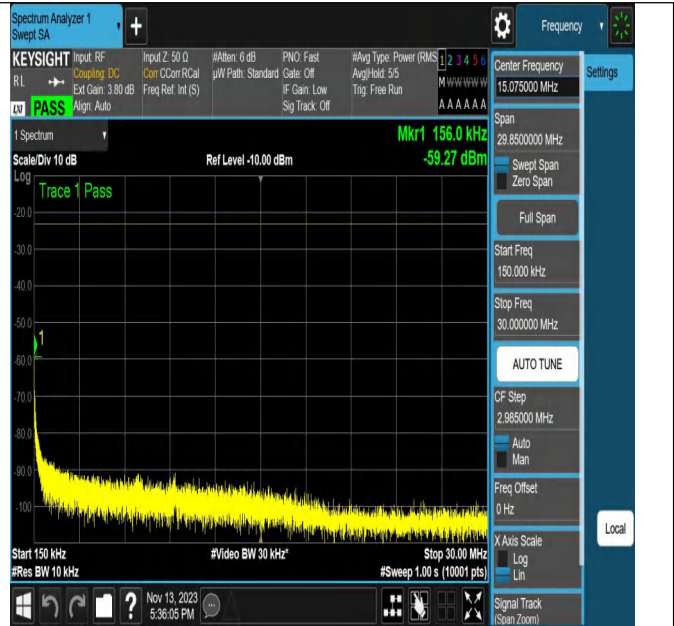 Spectrum Analyzer 1
Swept SA
+
Frequency
KEYSIGHT
RL
LXI
PASS
Input: RF
Coupling: DC
Ext Gain: 3.80 dB
Align: Auto
Input Z: 50 Ω
Corr CCorr RCal
Freq Ref: Int (S)
#Atten: 6 dB
µW Path: Standard
PNO: Fast
Gate: Off
IF Gain: Low
Sig Track: Off
#Avg Type: Power (RMS
Avg|Hold: 5/5
Trig: Free Run
1 2 3 4 5 6
M W W W W W
A A A A A A
1 Spectrum
Scale/Div 10 dB
Ref Level -10.00 dBm
Mkr1 156.0 kHz
-59.27 dBm
Log
Trace 1 Pass
-20.0
-30.0
-40.0
-50.0
1
-60.0
-70.0
-80.0
-90.0
-100
Start 150 kHz
#Video BW 30 kHz*
Stop 30.00 MHz
#Res BW 10 kHz
#Sweep 1.00 s (10001 pts)
?
Nov 13, 2023
5:36:05 PM
Center Frequency
15.075000 MHz
Settings
Span
29.8500000 MHz
Swept Span
Zero Span
Full Span
Start Freq
150.000 kHz
Stop Freq
30.000000 MHz
AUTO TUNE
CF Step
2.985000 MHz
Auto
Man
Freq Offset
0 Hz
Local
X Axis Scale
Log
Lin
Signal Track
(Span Zoom)